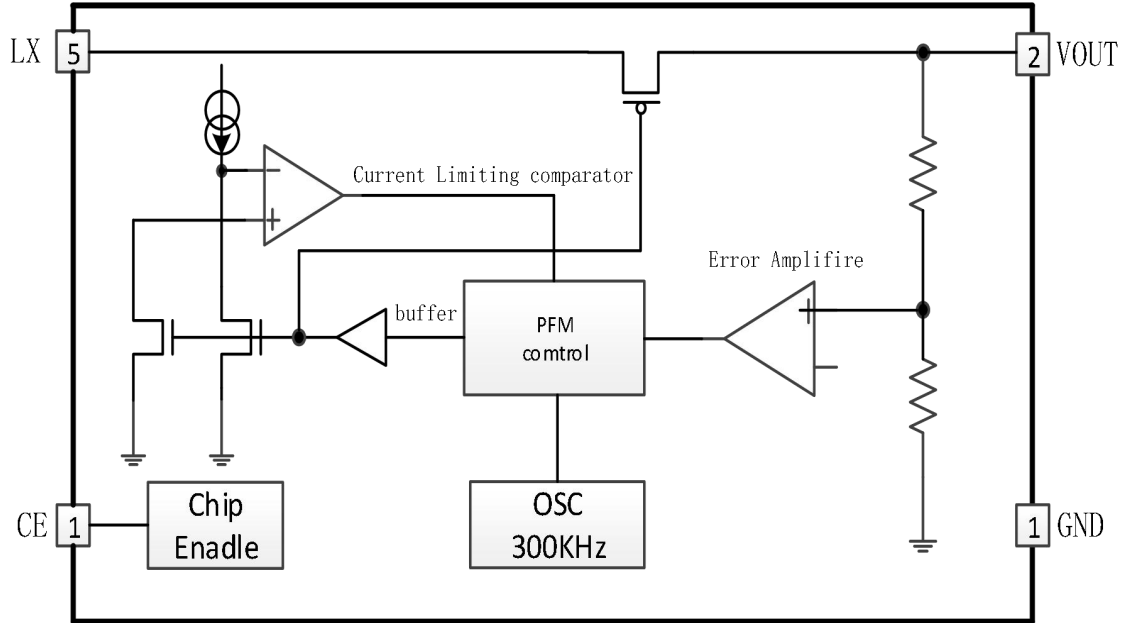 LX
5
2
VOUT
Current Limiting comparator
Error Amplifire
buffer
PFM
comtrol
Chip
Enadle
OSC
300KHz
CE
1
1
GND